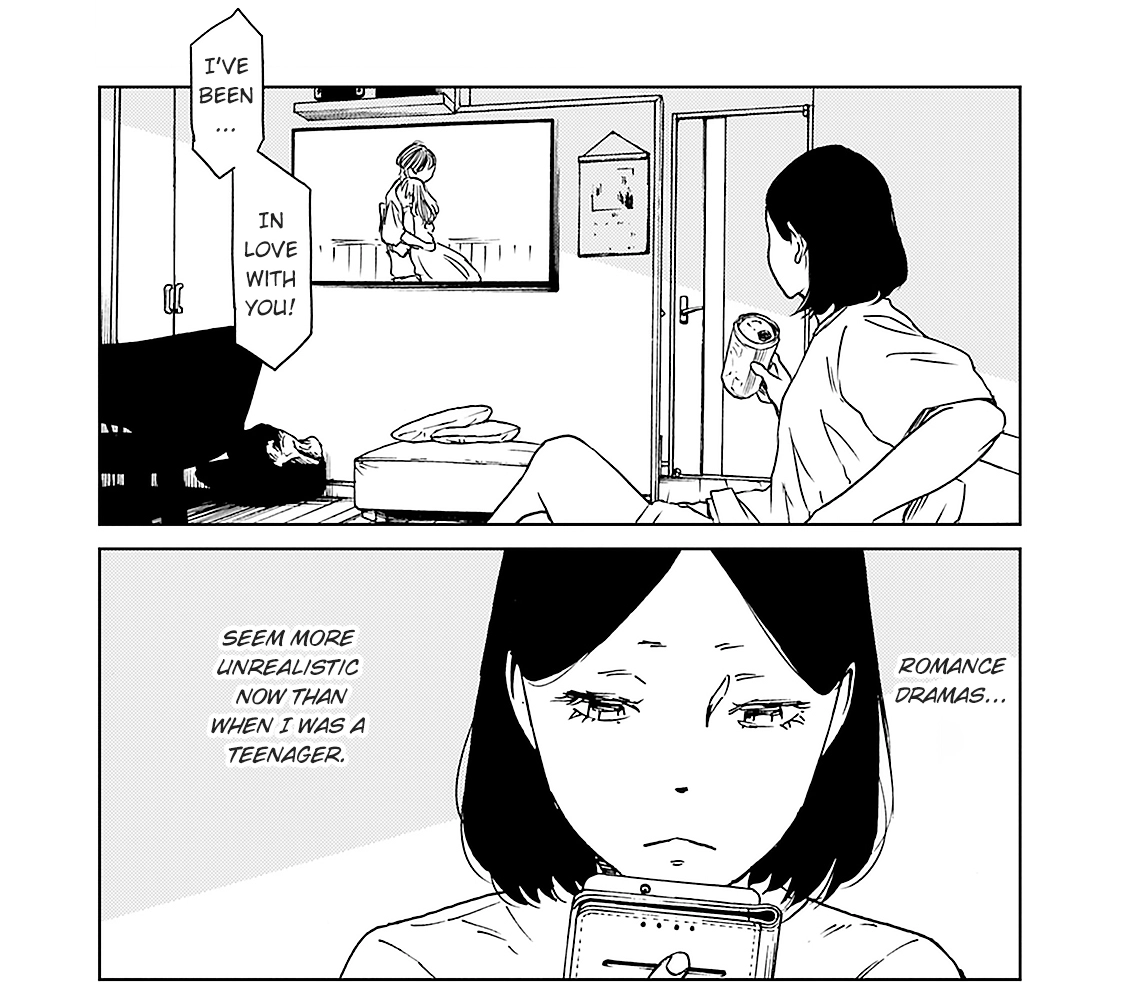 I'VE
BEEN
...
IN
LOVE
WITH
YOU!
ROMANCE
DRAMAS...
SEEM MORE
UNREALISTIC
NOW THAN
WHEN I WAS A
TEENAGER.